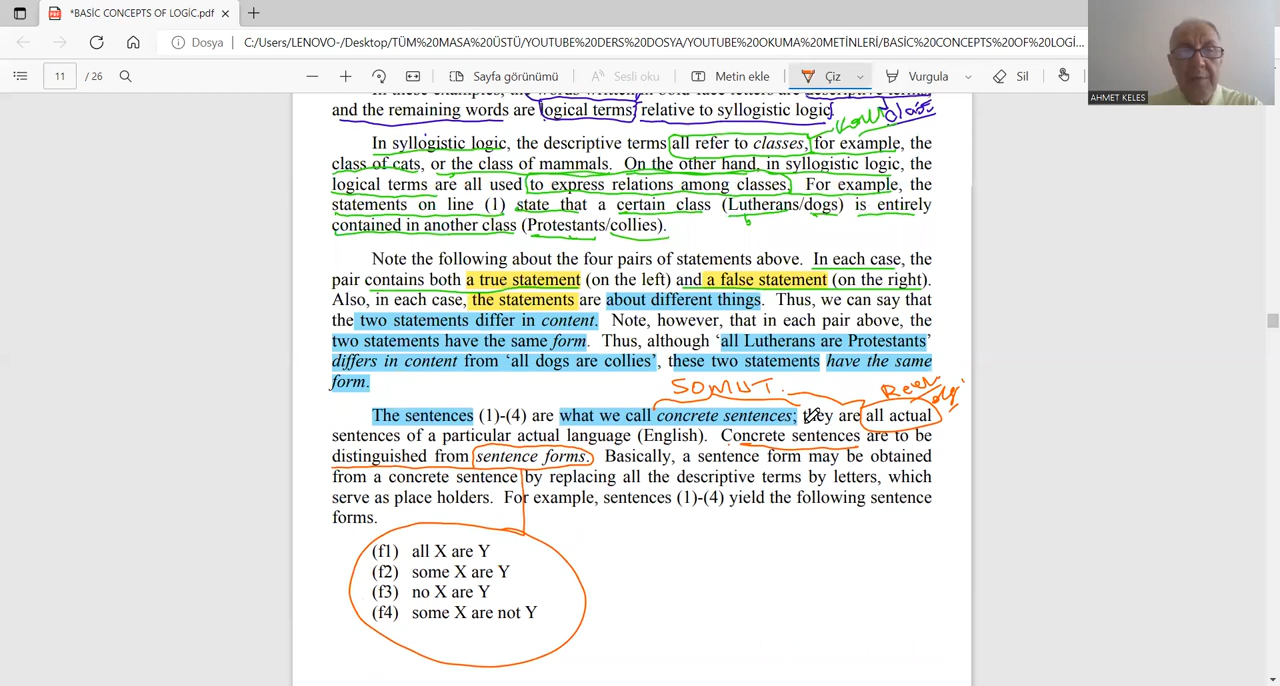 *BASİC CONCEPTS OF LOGİC.pdf
Dosya
C:/Users/LENOVO-/Desktop/TÜM%20MASA%20ÜSTÜ/YOUTUBE%20DERS%20DOSYA/YOUTUBE%20OKUMA%20METİNLERİ/BASİC%20CONCEPTS%20OF%20LOGİ...
11 / 26
Sayfa görünümü
Sesli oku
Metin ekle
Çiz
Vurgula
Sil
AHMET KELES
and the remaining words are logical terms, relative to syllogistic logic.
In syllogistic logic, the descriptive terms all refer to classes, for example, the
class of cats, or the class of mammals. On the other hand, in syllogistic logic, the
logical terms are all used to express relations among classes. For example, the
statements on line (1) state that a certain class (Lutherans/dogs) is entirely
contained in another class (Protestants/collies).
Note the following about the four pairs of statements above. In each case, the
pair contains both a true statement (on the left) and a false statement (on the right).
Also, in each case, the statements are about different things. Thus, we can say that
the two statements differ in content. Note, however, that in each pair above, the
two statements have the same form. Thus, although ‘all Lutherans are Protestants’
differs in content from ‘all dogs are collies’, these two statements have the same
form.
SOMUT
The sentences (1)-(4) are what we call concrete sentences; they are all actual
sentences of a particular actual language (English). Concrete sentences are to be
distinguished from sentence forms. Basically, a sentence form may be obtained
from a concrete sentence by replacing all the descriptive terms by letters, which
serve as place holders. For example, sentences (1)-(4) yield the following sentence
forms.
(f1) all X are Y
(f2) some X are Y
(f3) no X are Y
(f4) some X are not Y